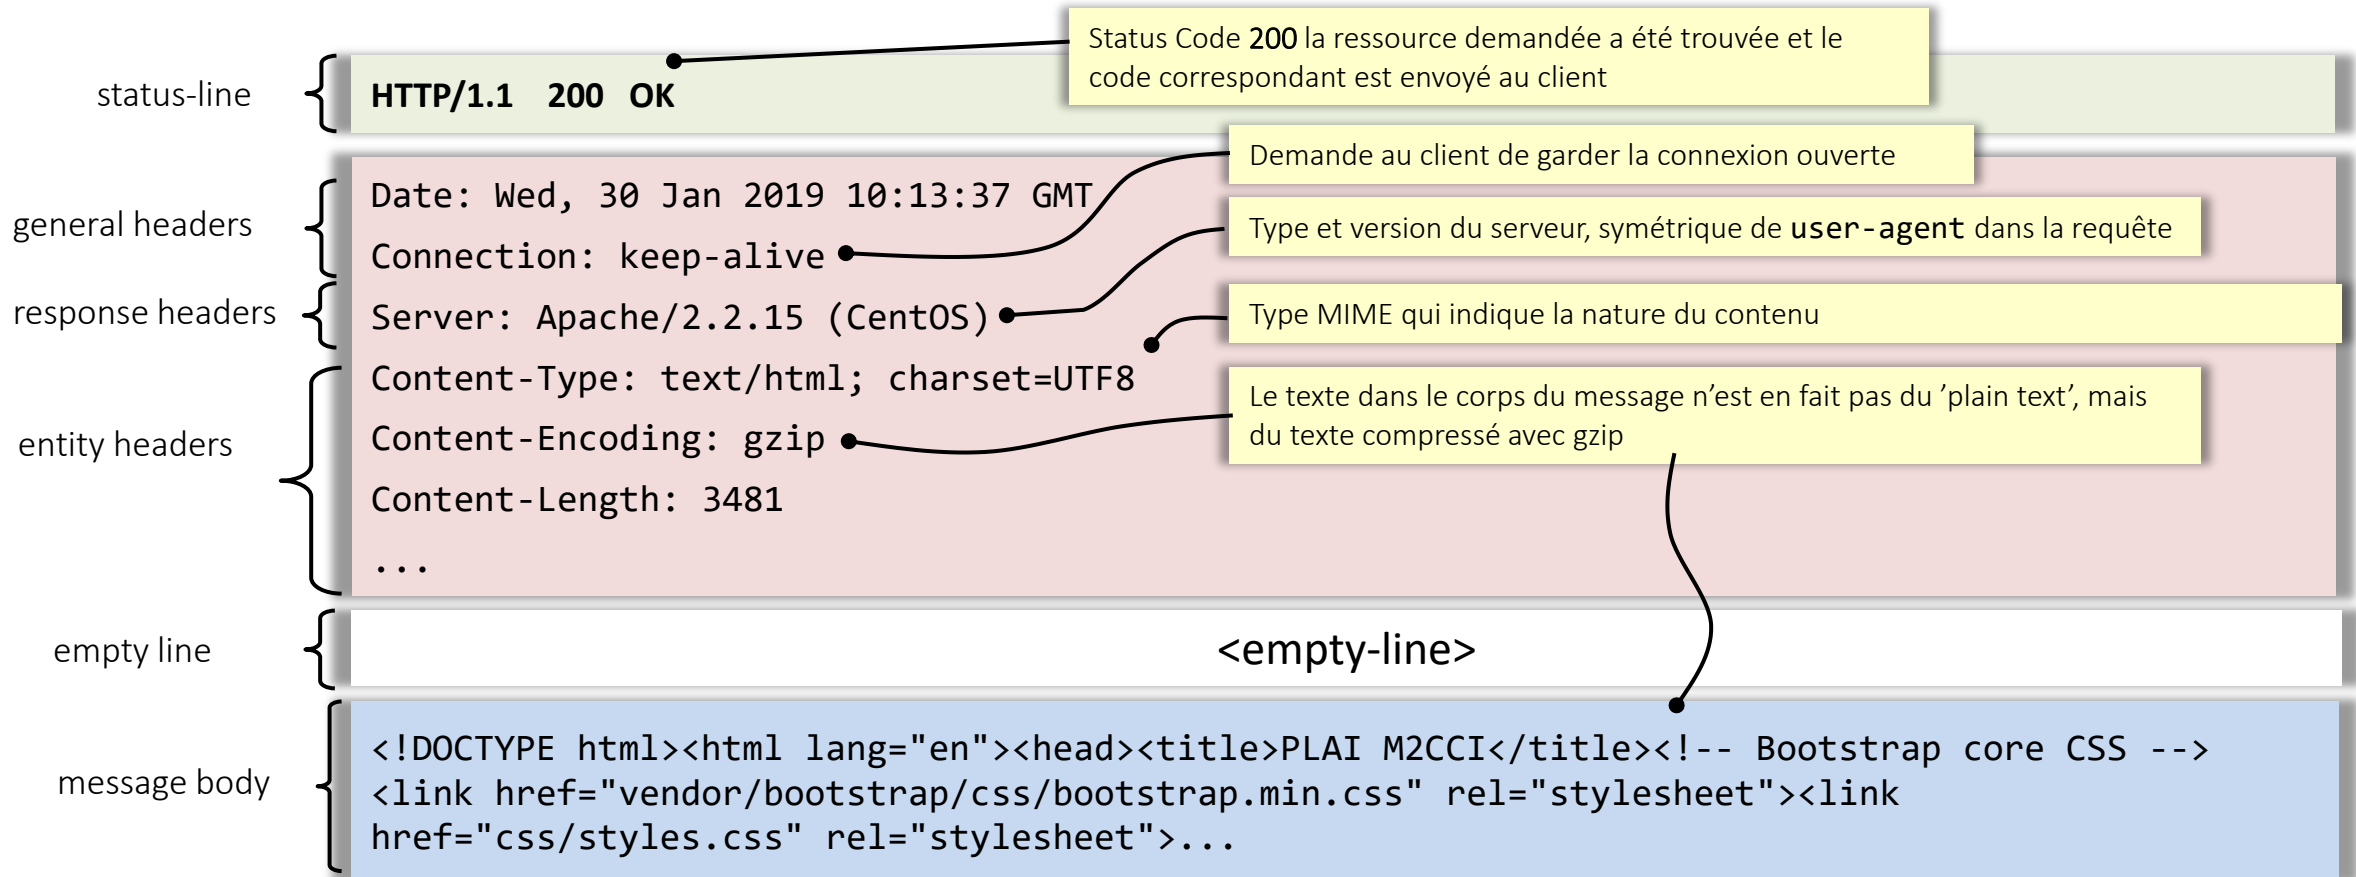 Status Code 200 la ressource demandée a été trouvée et le
code correspondant est envoyé au client
status-line
HTTP/1.1 200 OK
Demande au client de garder la connexion ouverte
Date: Wed, 30 Jan 2019 10:13:37 GMT
general headers
Type et version du serveur, symétrique de user-agent dans la requête
Connection: keep-alive
response headers
Server: Apache/2.2.15 (CentOS)
Type MIME qui indique la nature du contenu
Content-Type: text/html; charset=UTF8
Le texte dans le corps du message n’est en fait pas du ’plain text’, mais
du texte compressé avec gzip
entity headers
Content-Encoding: gzip
Content-Length: 3481
...
empty line
<empty-line>
message body
<!DOCTYPE html><html lang="en"><head><title>PLAI M2CCI</title><!-- Bootstrap core CSS -->
<link href="vendor/bootstrap/css/bootstrap.min.css" rel="stylesheet"><link
href="css/styles.css" rel="stylesheet">...